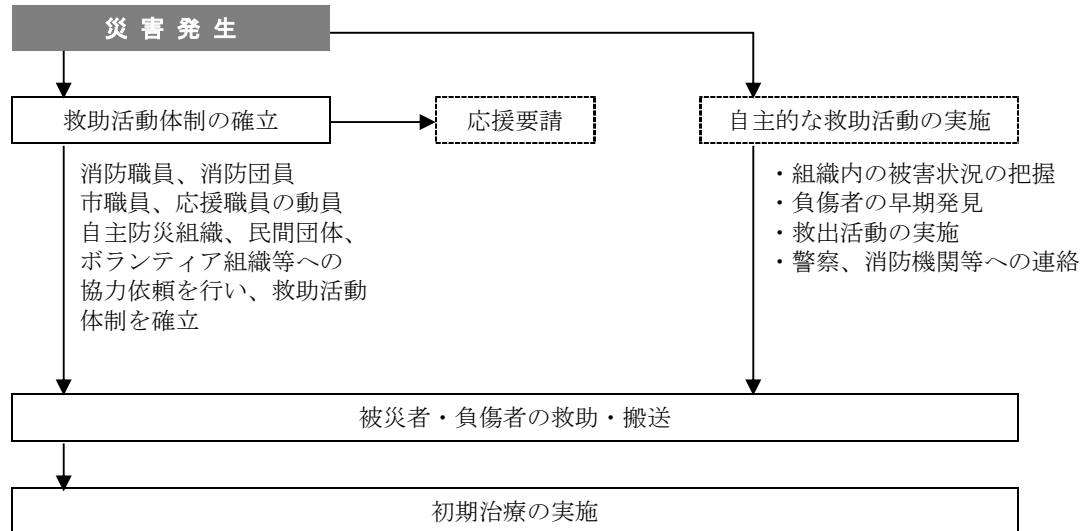 災 害 発 生
救助活動体制の確立
応援要請
自主的な救助活動の実施
消防職員、消防団員
市職員、応援職員の動員
自主防災組織、民間団体、
ボランティア組織等への
協力依頼を行い、救助活動
体制を確立
・組織内の被害状況の把握
・負傷者の早期発見
・救出活動の実施
・警察、消防機関等への連絡
被災者・負傷者の救助・搬送
初期治療の実施